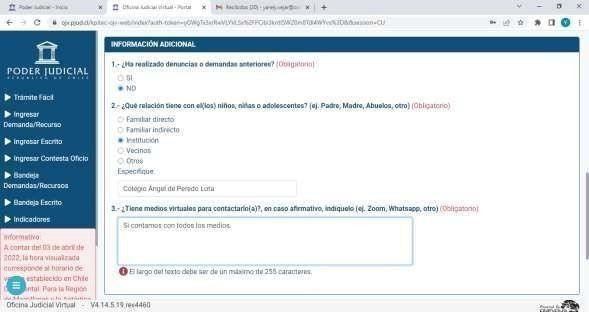 Poder Judicial - Inicio
Oficina Judicial Virtual - Portal
Recibidos (20) -
INFORMACIÓN ADICIONAL
1.- ¿Ha realizado denuncias o demandas anteriores? (Obligatorio)
SI
NO
2.- ¿Qué relación tiene con el(los) niños, niñas o adolescentes? (ej. Padre, Madre, Abuelos, otro) (Obligatorio)
Familiar directo
Familiar indirecto
Institución
Vecinos
Otros
Especifique:
Colegio Angel de Peredo Lota
3.- ¿Tiene medios virtuales para contactarlo(a)?, en caso afirmativo, indíquelo (ej. Zoom, Whatsapp, otro) (Obligatorio)
Si contamos con todos los medios.
El largo del texto debe ser de un máximo de 255 caracteres.
PODER JUDICIAL
REPUBLICA DE CHILE
Trámite Fácil
Ingresar
Demanda/Recurso
Ingresar Escrito
Ingresar Contesta Oficio
Bandeja
Demandas/Recursos
Bandeja Escrito
Indicadores
Informativo:
A contar del 03 de abril de
2022, la hora visualizada
corresponde al horario de
establecido en Chile
Para la Región
Oficina Judicial Virtual - V4.14.5.19.rev4460